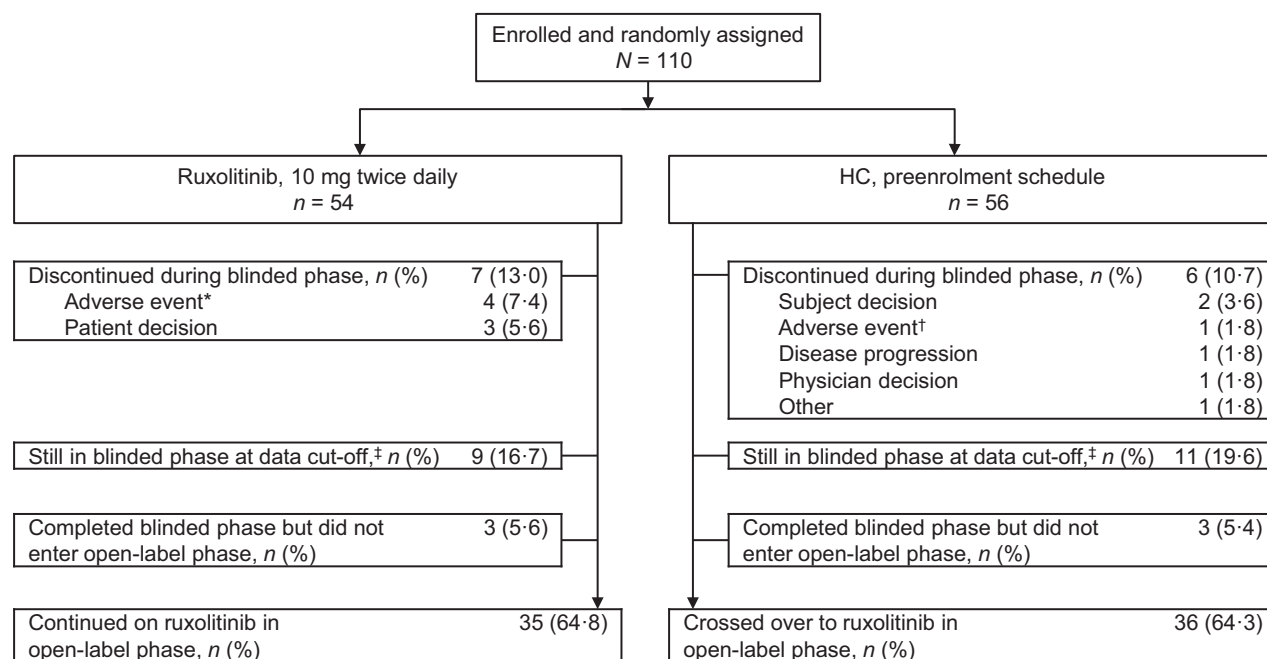 Enrolled and randomly assigned
N = 110
Ruxolitinib, 10 mg twice daily
n = 54
HC, preenrolment schedule
n = 56
Discontinued during blinded phase, n (%) 7 (13·0)
Adverse event* 4 (7·4)
Patient decision 3 (5·6)
Discontinued during blinded phase, n (%) 6 (10·7)
Subject decision 2 (3·6)
Adverse event† 1 (1·8)
Disease progression 1 (1·8)
Physician decision 1 (1·8)
Other 1 (1·8)
Still in blinded phase at data cut-off,‡ n (%) 9 (16·7)
Still in blinded phase at data cut-off,‡ n (%) 11 (19·6)
Completed blinded phase but did not 3 (5·6)
enter open-label phase, n (%)
Completed blinded phase but did not 3 (5·4)
enter open-label phase, n (%)
Continued on ruxolitinib in 35 (64·8)
open-label phase, n (%)
Crossed over to ruxolitinib in 36 (64·3)
open-label phase, n (%)